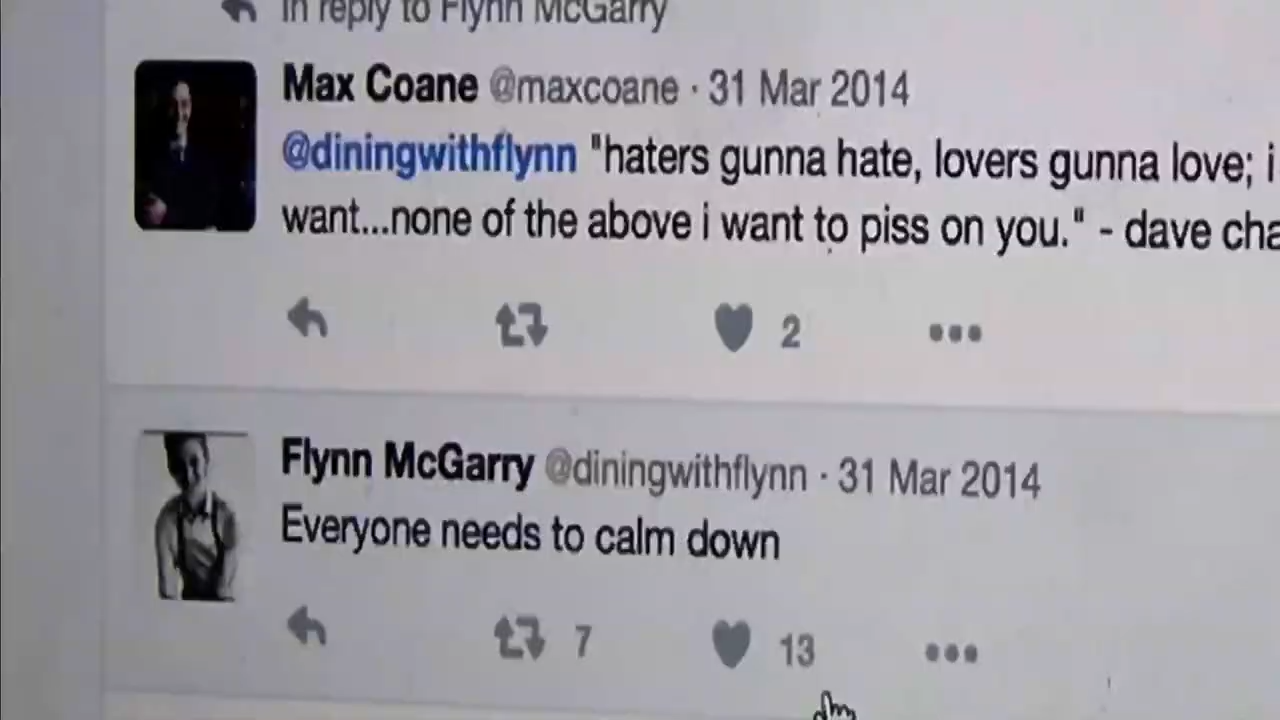 In reply to Flynn McGarry
Max Coane @maxcoane · 31 Mar 2014
@diningwithflynn "haters gunna hate, lovers gunna love; i
want...none of the above i want to piss on you." - dave cha
2
Flynn McGarry @diningwithflynn · 31 Mar 2014
Everyone needs to calm down
7 13